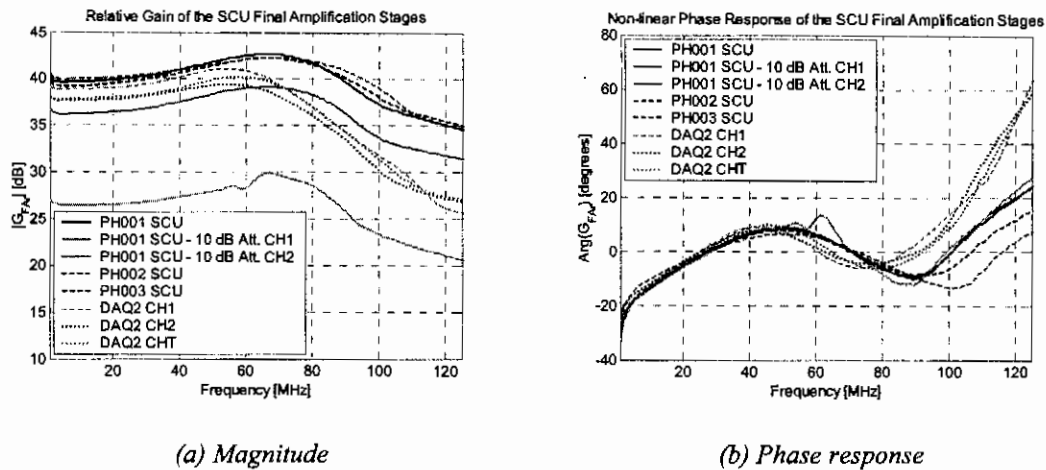 Relative Gain of the SCU Final Amplification Stages
45
40
35
30
25
20
15
10
|G_FA| [dB]
PH001 SCU
PH001 SCU - 10 dB Att. CH1
PH001 SCU - 10 dB Att. CH2
PH002 SCU
PH003 SCU
DAQ2 CH1
DAQ2 CH2
DAQ2 CHT
20 40 60 80 100 120
Frequency [MHz]
(a) Magnitude
Non-linear Phase Response of the SCU Final Amplification Stages
80
60
40
20
0
-20
-40
Arg(G_FA) [degrees]
PH001 SCU
PH001 SCU - 10 dB Att. CH1
PH001 SCU - 10 dB Att. CH2
PH002 SCU
PH003 SCU
DAQ2 CH1
DAQ2 CH2
DAQ2 CHT
20 40 60 80 100 120
Frequency [MHz]
(b) Phase response